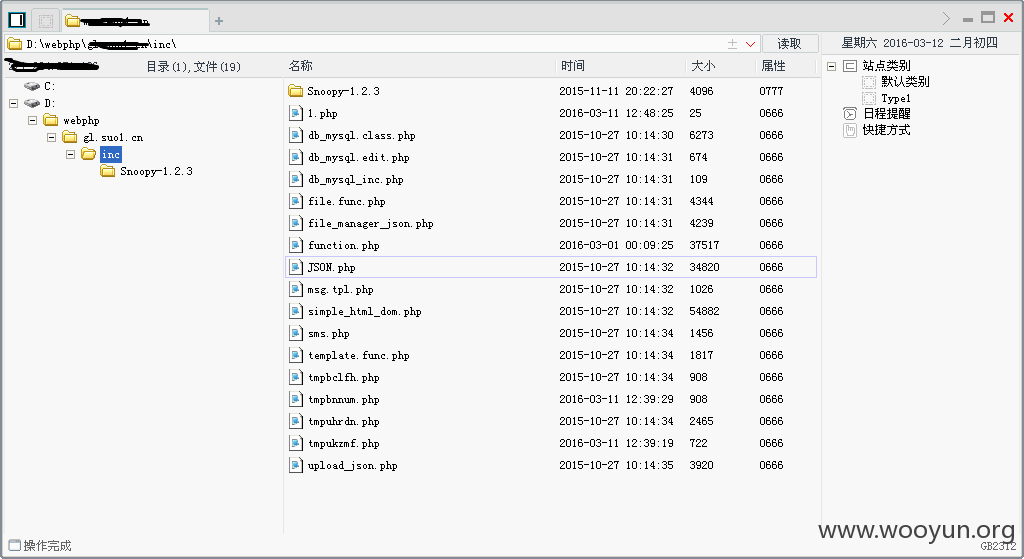 D:\webphp\gl \inc\
读取
星期六 2016-03-12 二月初四
目录(1),文件(19)
名称 时间 大小 属性
C:
D:
webphp
gl.suo1.cn
inc
Snoopy-1.2.3
Snoopy-1.2.3 2015-11-11 20:22:27 4096 0777
1.php 2016-03-11 12:48:25 25 0666
db_mysql.class.php 2015-10-27 10:14:30 6273 0666
db_mysql.edit.php 2015-10-27 10:14:31 674 0666
db_mysql_inc.php 2015-10-27 10:14:31 109 0666
file.func.php 2015-10-27 10:14:31 4344 0666
file_manager_json.php 2015-10-27 10:14:31 4239 0666
function.php 2016-03-01 00:09:25 37517 0666
JSON.php 2015-10-27 10:14:32 34820 0666
msg.tpl.php 2015-10-27 10:14:32 1026 0666
simple_html_dom.php 2015-10-27 10:14:32 54882 0666
sms.php 2015-10-27 10:14:34 1456 0666
template.func.php 2015-10-27 10:14:34 1817 0666
tmpbclfh.php 2015-10-27 10:14:34 908 0666
tmpbnnum.php 2016-03-11 12:39:29 908 0666
tmpuhrdn.php 2015-10-27 10:14:34 2465 0666
tmpukzmf.php 2016-03-11 12:39:19 722 0666
upload_json.php 2015-10-27 10:14:35 3920 0666
站点类别
默认类别
Type1
日程提醒
快捷方式
www.wooyun.org
操作完成
GB2312